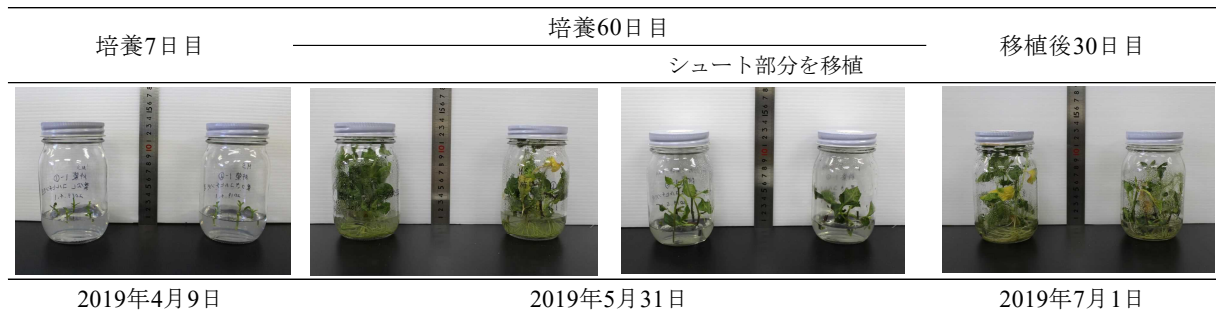 培養7日目
培養60日目
シュート部分を移植
移植後30日目
2019年4月9日
2019年5月31日
2019年7月1日